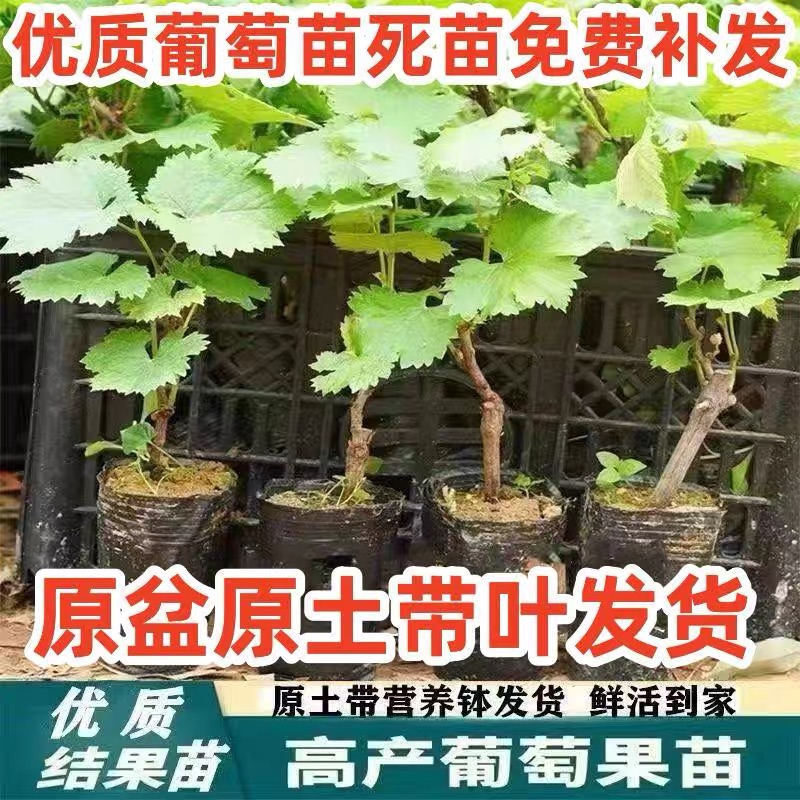 优质葡萄苗死苗免费补发
原盆原土带叶发货
原土带营养钵发货 鲜活到家
优质
结果苗
高产葡萄果苗